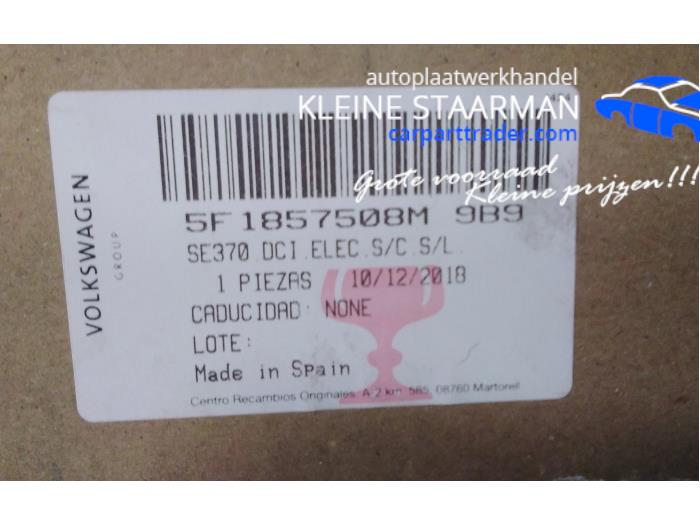 autoplaatwerkhandel
KLEINE STAARMAN
carparttrader.com
Grote voorraad
Kleine prijzen!!!
VOLKSWAGEN
GROUP
5F1857508M 9B9
SE370 DCI.ELEC.S/C.S/L.
1 PIEZAS 10/12/2018
CADUCIDAD: NONE
LOTE:
Made in Spain
Centro Recambios Originales. A-2 km. 585. 08760 Martorell